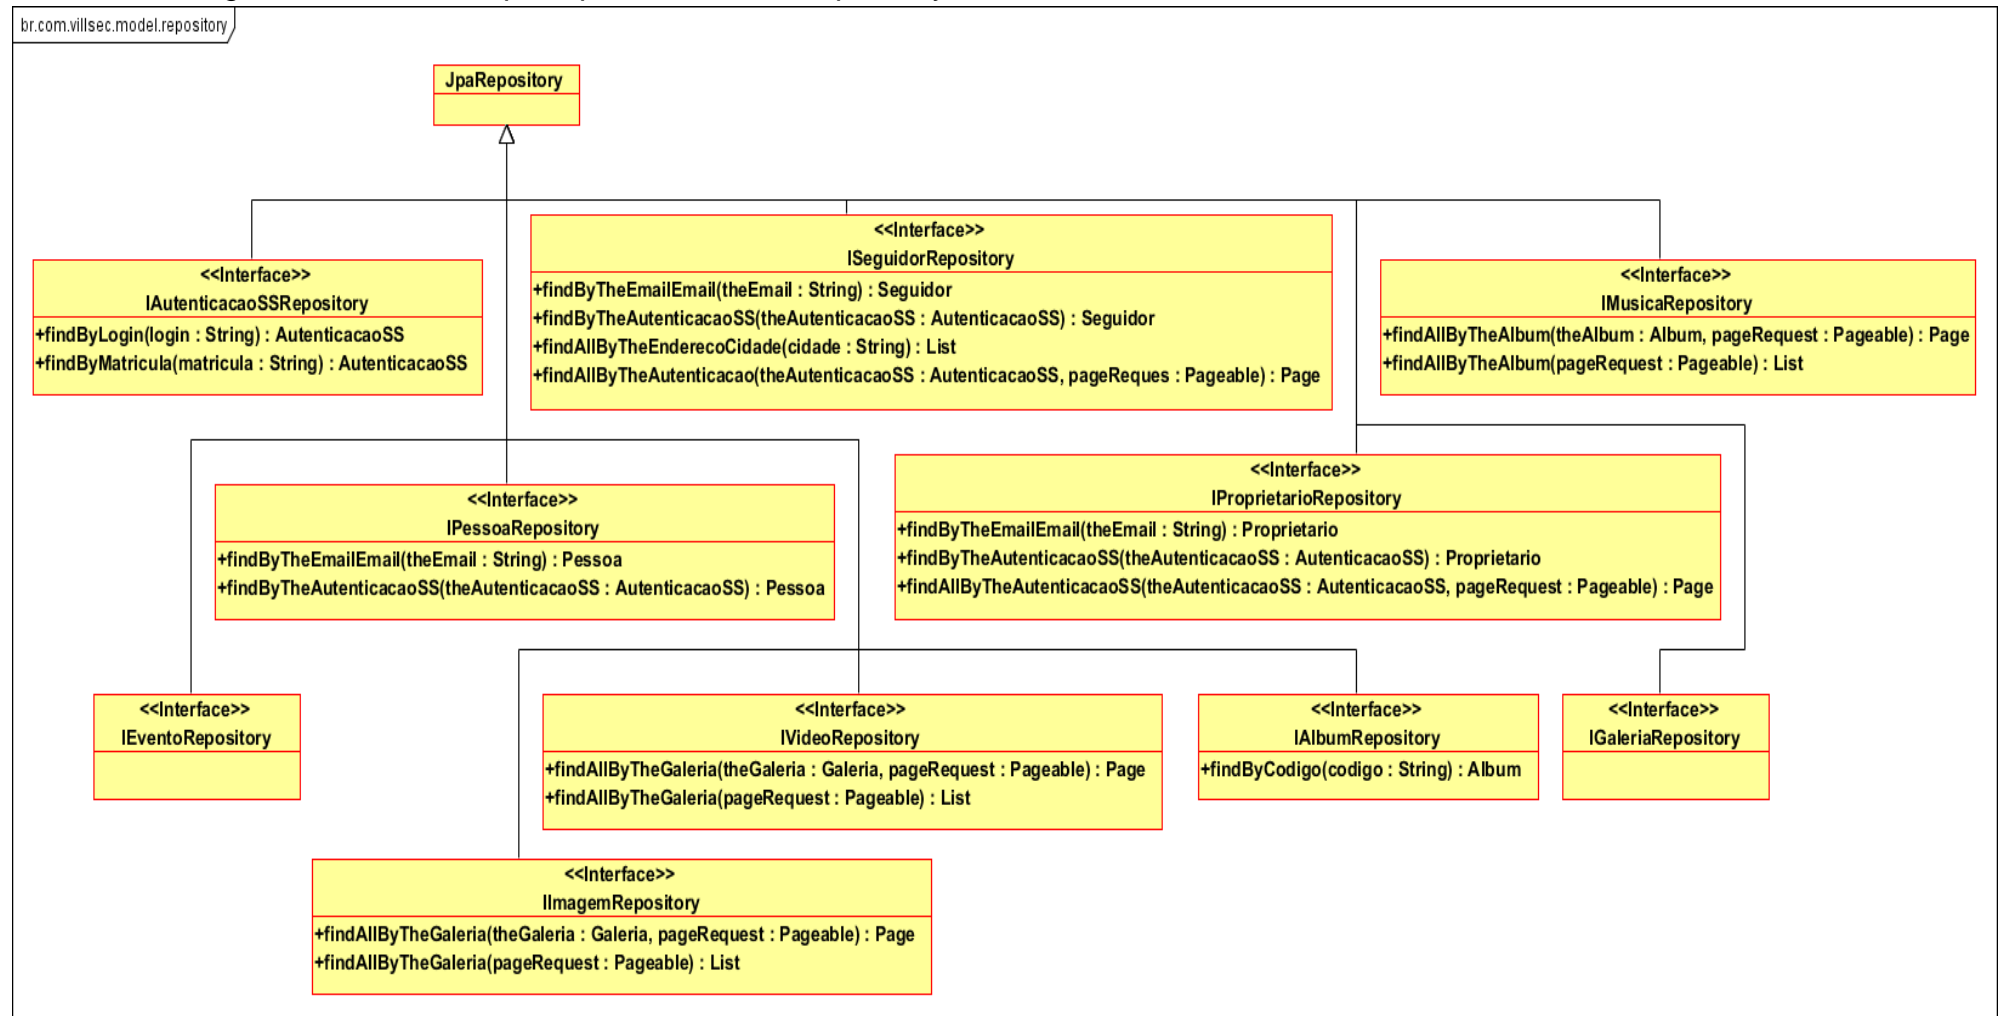 br.com.villsec.model.repository
JpaRepository
<<Interface>>
IAutenticacaoSSRepository
+findByLogin(login : String) : AutenticacaoSS
+findByMatricula(matricula : String) : AutenticacaoSS
<<Interface>>
ISeguidorRepository
+findByTheEmailEmail(theEmail : String) : Seguidor
+findByTheAutenticacaoSS(theAutenticacaoSS : AutenticacaoSS) : Seguidor
+findAllByTheEnderecoCidade(cidade : String) : List
+findAllByTheAutenticacao(theAutenticacaoSS : AutenticacaoSS, pageReques : Pageable) : Page
<<Interface>>
IMusicaRepository
+findAllByTheAlbum(theAlbum : Album, pageRequest : Pageable) : Page
+findAllByTheAlbum(pageRequest : Pageable) : List
<<Interface>>
IPessoaRepository
+findByTheEmailEmail(theEmail : String) : Pessoa
+findByTheAutenticacaoSS(theAutenticacaoSS : AutenticacaoSS) : Pessoa
<<Interface>>
IProprietarioRepository
+findByTheEmailEmail(theEmail : String) : Proprietario
+findByTheAutenticacaoSS(theAutenticacaoSS : AutenticacaoSS) : Proprietario
+findAllByTheAutenticacaoSS(theAutenticacaoSS : AutenticacaoSS, pageRequest : Pageable) : Page
<<Interface>>
IEventoRepository
<<Interface>>
IVideoRepository
+findAllByTheGaleria(theGaleria : Galeria, pageRequest : Pageable) : Page
+findAllByTheGaleria(pageRequest : Pageable) : List
<<Interface>>
IAlbumRepository
+findByCodigo(codigo : String) : Album
<<Interface>>
IGaleriaRepository
<<Interface>>
IImagemRepository
+findAllByTheGaleria(theGaleria : Galeria, pageRequest : Pageable) : Page
+findAllByTheGaleria(pageRequest : Pageable) : List